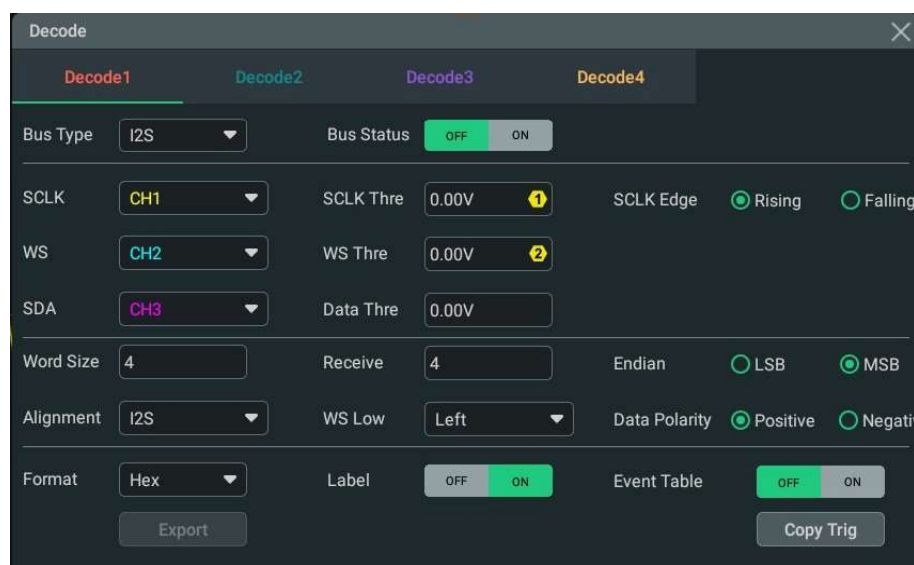 Decode
Decode1 Decode2 Decode3 Decode4
Bus Type I2S Bus Status OFF ON
SCLK CH1 SCLK Thre 0.00V 1 SCLK Edge Rising Falling
WS CH2 WS Thre 0.00V 2
SDA CH3 Data Thre 0.00V
Word Size 4 Receive 4 Endian LSB MSB
Alignment I2S WS Low Left Data Polarity Positive Negati
Format Hex Label OFF ON Event Table OFF ON
Export Copy Trig